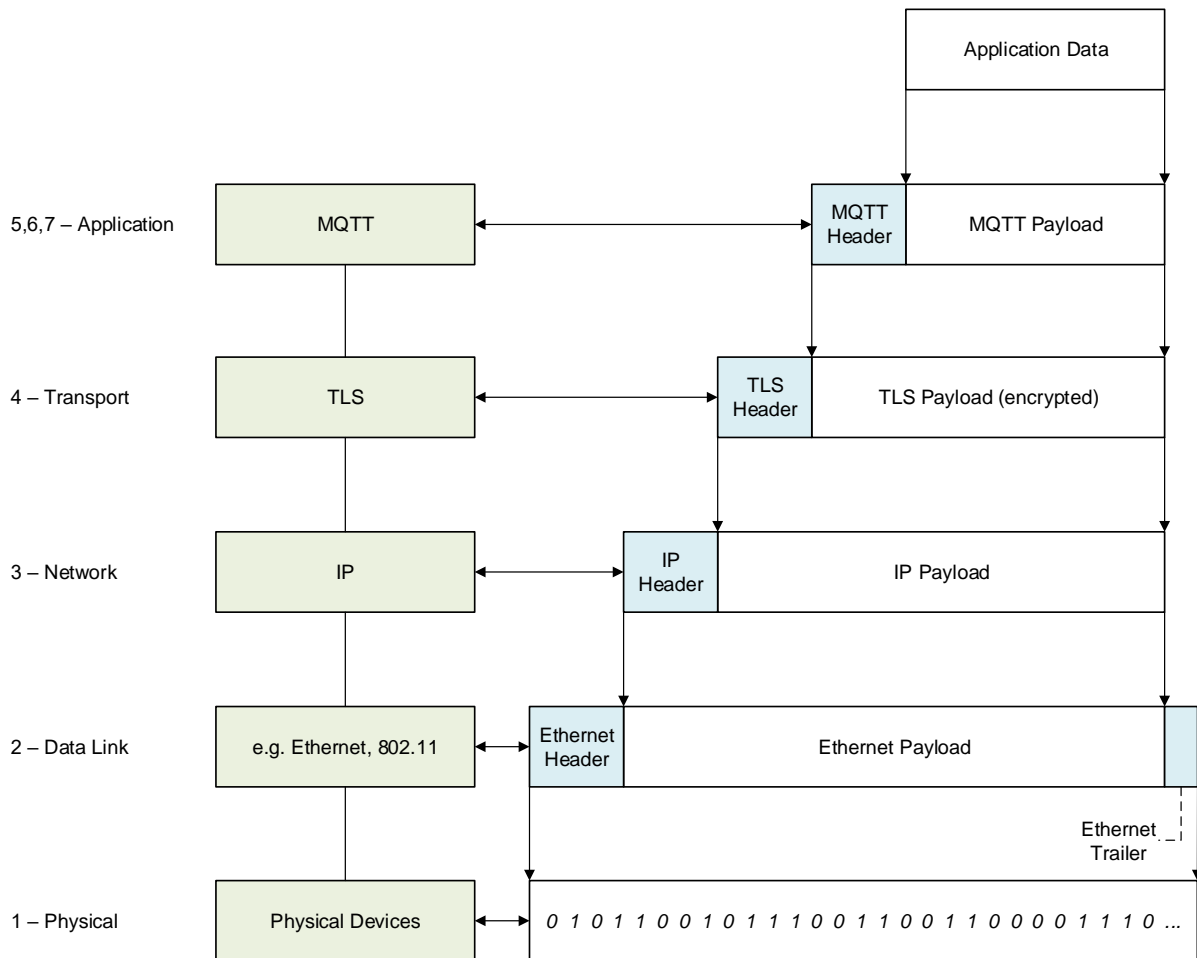 Application Data
5,6,7 – Application
MQTT
MQTT
Header
MQTT Payload
4 – Transport
TLS
TLS
Header
TLS Payload (encrypted)
3 – Network
IP
IP
Header
IP Payload
2 – Data Link
e.g. Ethernet, 802.11
Ethernet
Header
Ethernet Payload
Ethernet
Trailer
1 – Physical
Physical Devices
0 1 0 1 1 0 0 1 0 1 1 1 0 0 1 1 0 0 1 1 0 0 0 0 1 1 1 0 ...